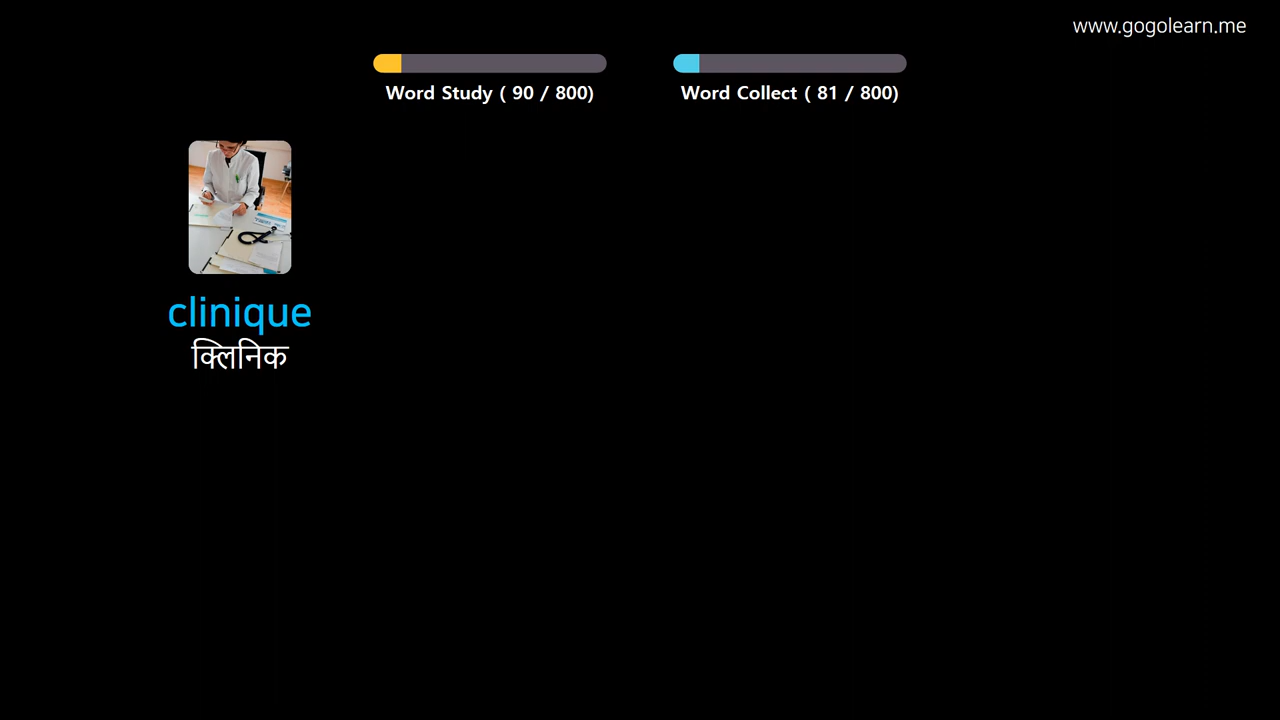 www.gogolearn.me
Word Study ( 90 / 800)
Word Collect ( 81 / 800)
clinique
क्लिनिक